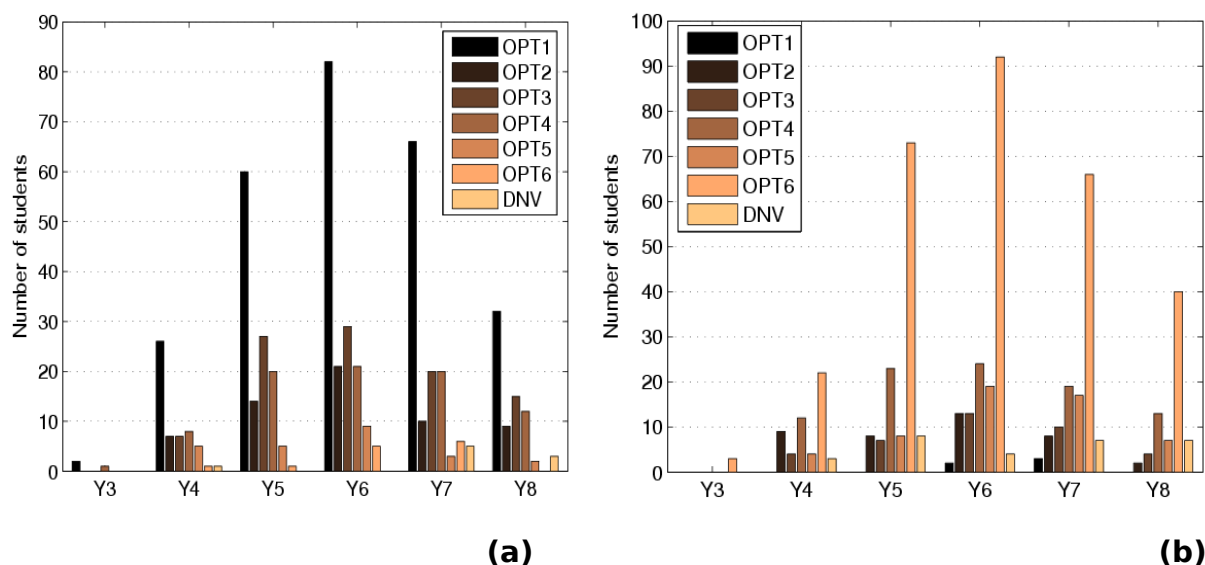 90
80
70
60
50
40
30
20
10
0
Number of students
OPT1
OPT2
OPT3
OPT4
OPT5
OPT6
DNV
Y3 Y4 Y5 Y6 Y7 Y8
(a)
100
90
80
70
60
50
40
30
20
10
0
Number of students
OPT1
OPT2
OPT3
OPT4
OPT5
OPT6
DNV
Y3 Y4 Y5 Y6 Y7 Y8
(b)